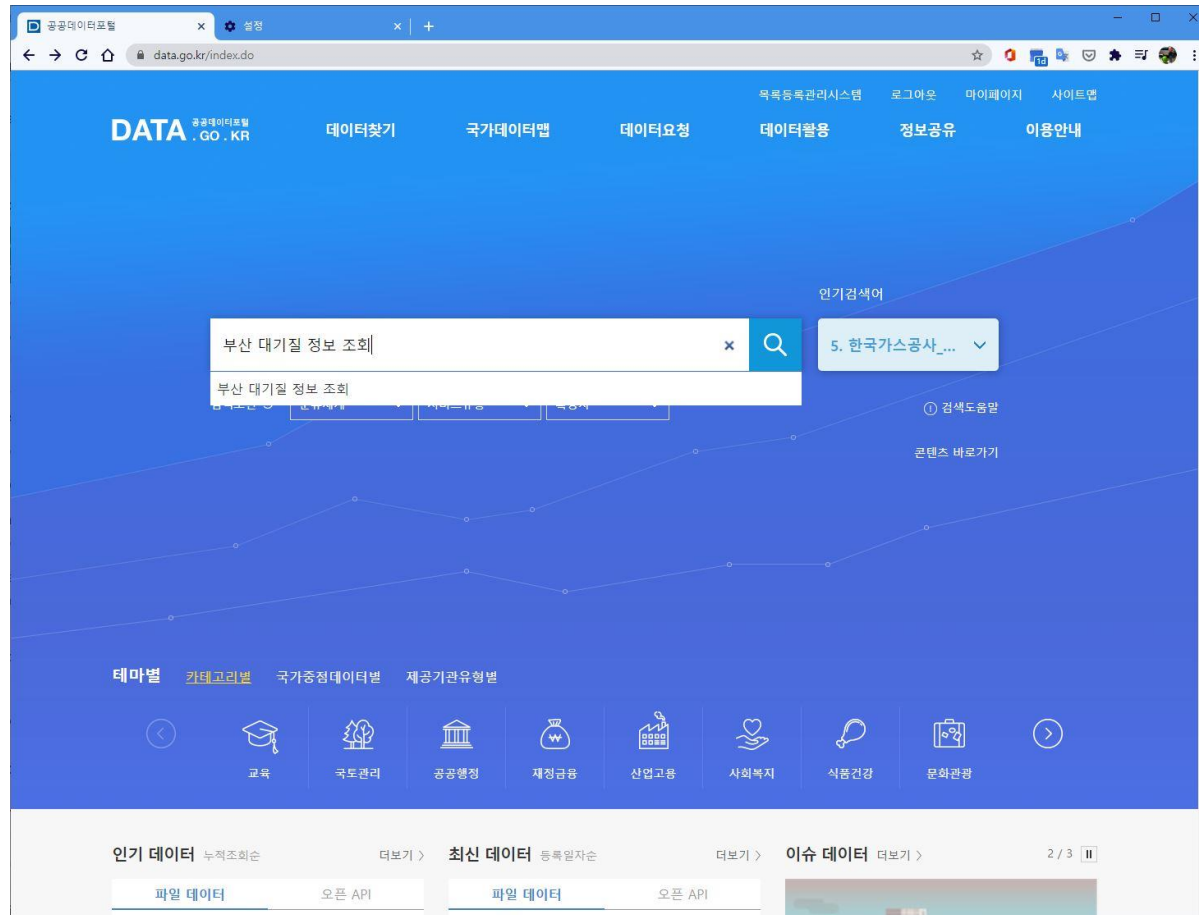 공공데이터포털
설정
data.go.kr/index.do
1d
목록등록관리시스템 로그아웃 마이페이지 사이트맵
DATA 공공데이터포털 .GO.KR
데이터찾기 국가데이터맵 데이터요청 데이터활용 정보공유 이용안내
인기검색어
부산 대기질 정보 조회
5. 한국가스공사_...
부산 대기질 정보 조회
검색도움말
콘텐츠 바로가기
테마별 카테고리별 국가중점데이터별 제공기관유형별
교육 국토관리 공공행정 재정금융 산업고용 사회복지 식품건강 문화관광
인기 데이터 누적조회순 더보기 > 최신 데이터 등록일자순 더보기 > 이슈 데이터 더보기 > 2 / 3
파일 데이터 오픈 API 파일 데이터 오픈 API